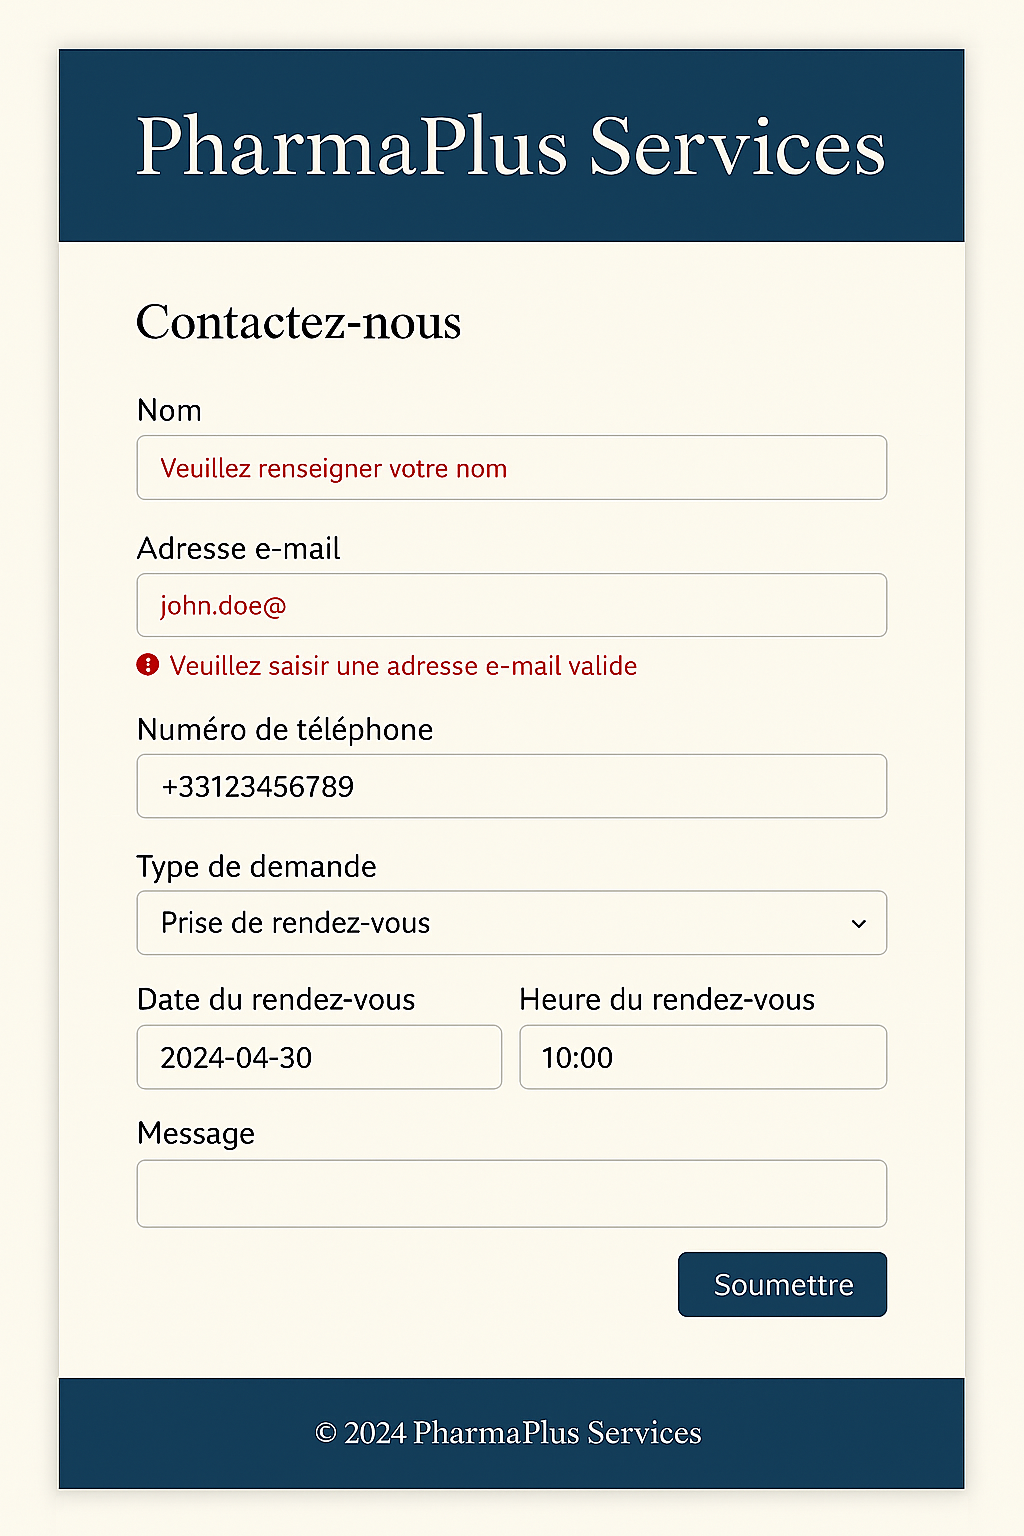 PharmaPlus Services
Contactez-nous
Nom
Veuillez renseigner votre nom
Adresse e-mail
john.doe@
Veuillez saisir une adresse e-mail valide
Numéro de téléphone
+33123456789
Type de demande
Prise de rendez-vous
Date du rendez-vous
Heure du rendez-vous
2024-04-30
10:00
Message
Soumettre
© 2024 PharmaPlus Services